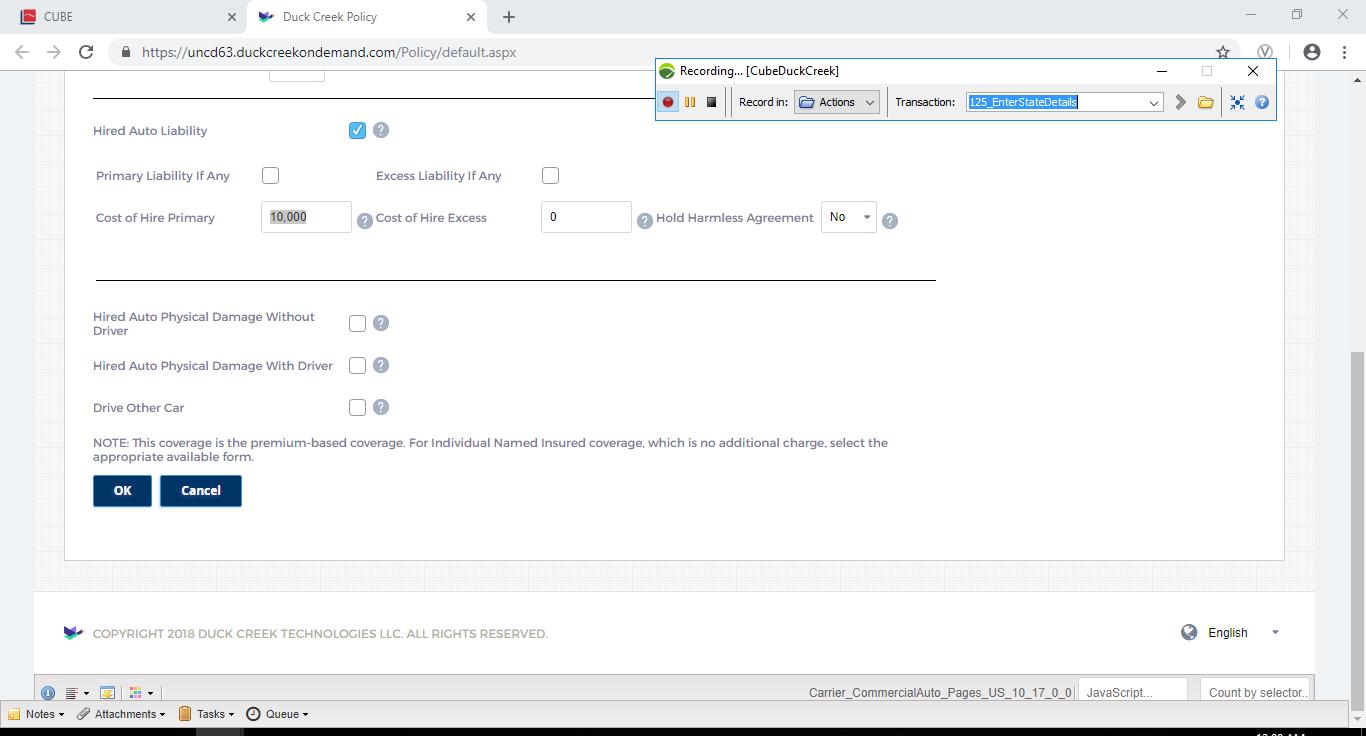 CUBE
Duck Creek Policy
https://uncd63.duckcreekondemand.com/Policy/default.aspx
Recording... [CubeDuckCreek]
Record in: Actions Transaction: 125_EnterStateDetails
Hired Auto Liability
Primary Liability If Any Excess Liability If Any
Cost of Hire Primary 10,000 Cost of Hire Excess 0 Hold Harmless Agreement No
Hired Auto Physical Damage Without
Driver
Hired Auto Physical Damage With Driver
Drive Other Car
NOTE: This coverage is the premium-based coverage. For Individual Named Insured coverage, which is no additional charge, select the
appropriate available form.
OK Cancel
COPYRIGHT 2018 DUCK CREEK TECHNOLOGIES LLC. ALL RIGHTS RESERVED.
English
Carrier_CommercialAuto_Pages_US_10_17_0_0 JavaScript... Count by selector..
Notes Attachments Tasks Queue